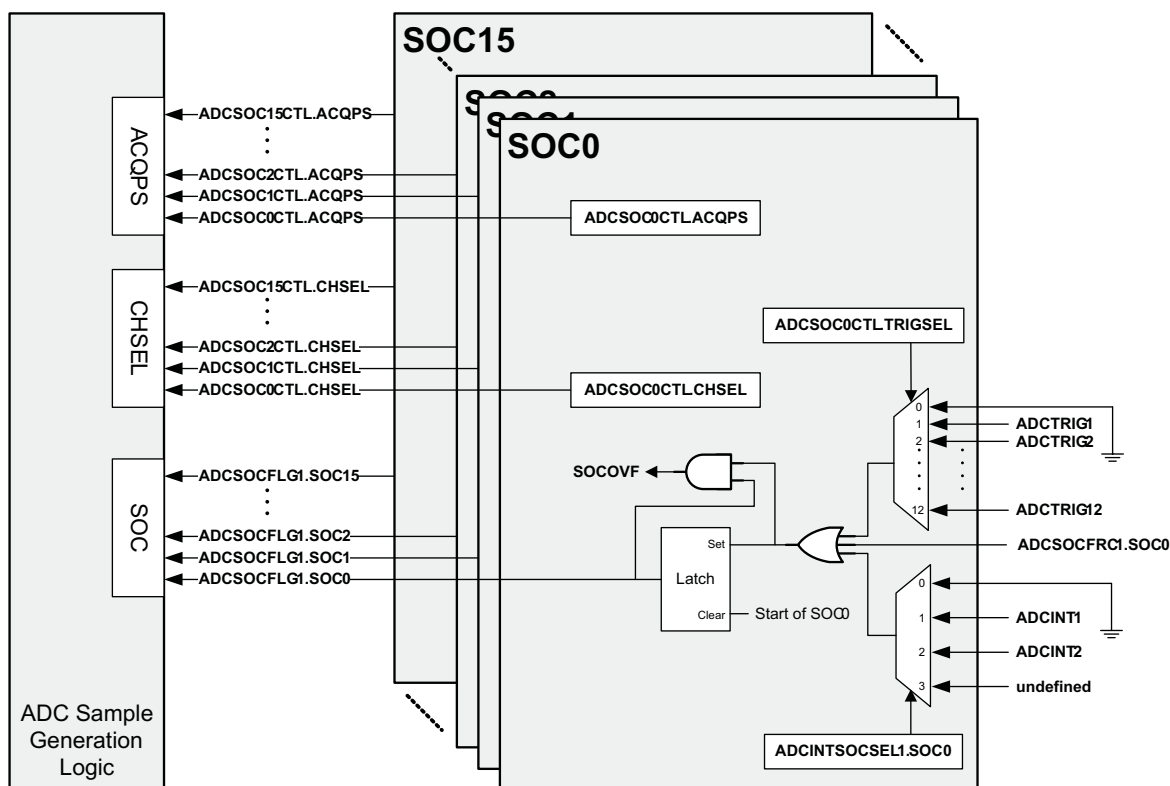 SOC15
SOC0
ACQPS
ADCSOC15CTL.ACQPS
ADCSOC2CTL.ACQPS
ADCSOC1CTL.ACQPS
ADCSOC0CTL.ACQPS
ADCSOC0CTL.ACQPS
CHSEL
ADCSOC15CTL.CHSEL
ADCSOC2CTL.CHSEL
ADCSOC1CTL.CHSEL
ADCSOC0CTL.CHSEL
ADCSOC0CTL.CHSEL
ADCSOC0CTL.TRIGSEL
0
1
2
12
ADCTRIG1
ADCTRIG2
ADCTRIG12
SOC
ADCSOCFLG1.SOC15
ADCSOCFLG1.SOC2
ADCSOCFLG1.SOC1
ADCSOCFLG1.SOC0
SOCOVF
Set
Latch
Clear
Start of SOC0
ADCSOCFRC1.SOC0
0
1
2
3
ADCINT1
ADCINT2
undefined
ADCINTSOCSEL1.SOC0
ADC Sample
Generation
Logic